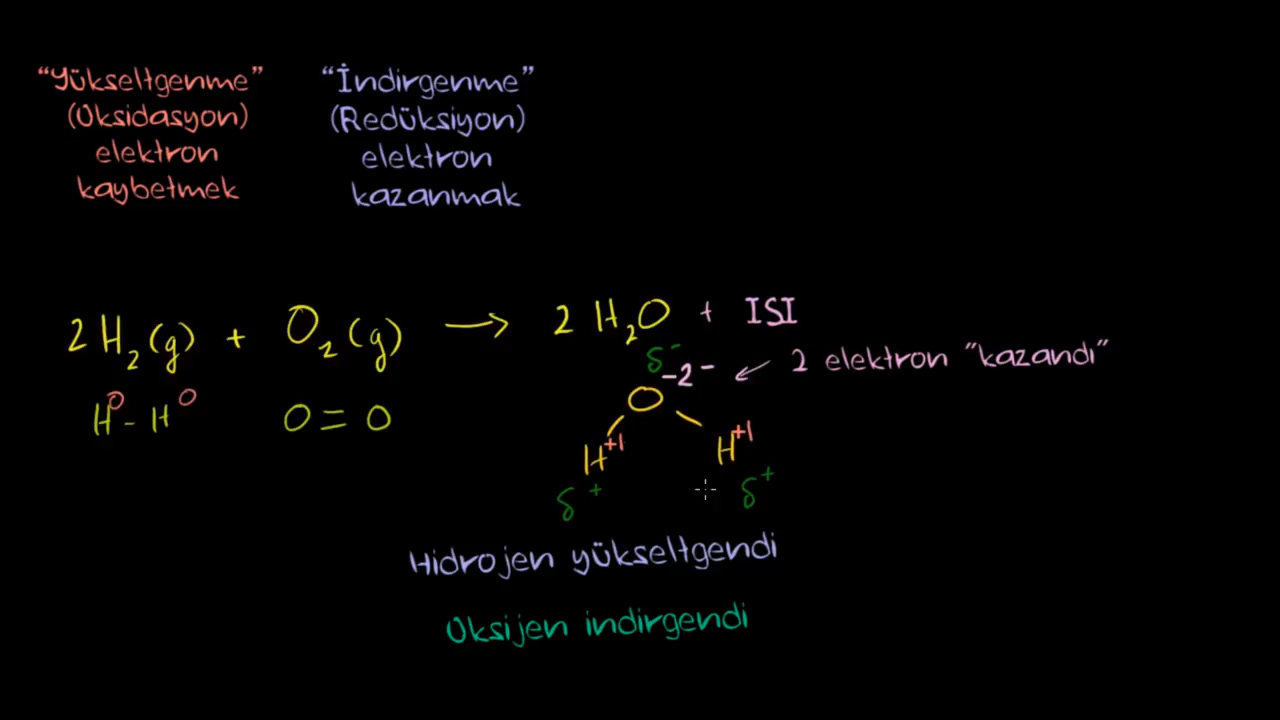 “Yükseltgenme”
(Oksidasyon)
elektron
kaybetmek
“İndirgenme”
(Redüksiyon)
elektron
kazanmak
2 H₂(g) + O₂(g) → 2 H₂O + ISI
H⁰ - H⁰
O = O
δ⁻
-2⁻ ← 2 elektron "kazandı"
O
H⁺¹ H⁺¹
δ⁺ δ⁺
Hidrojen yükseltgendi
Oksijen indirgendi